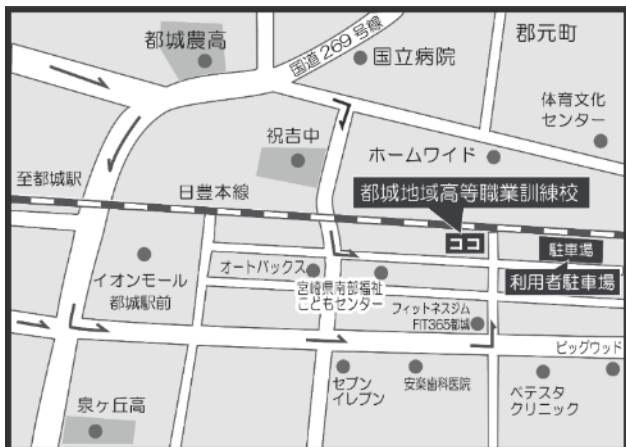 都城農高
国道269号線
国立病院
郡元町
体育文化
センター
祝吉中
ホームワイド
至都城駅
日豊本線
都城地域高等職業訓練校
ココ
駐車場
利用者駐車場
イオンモール
都城駅前
オートバックス
宮崎県南部福祉
こどもセンター
フィットネスジム
FIT365都城
ビッグウッド
セブン
イレブン
安楽歯科医院
ベテスタ
クリニック
泉ヶ丘高